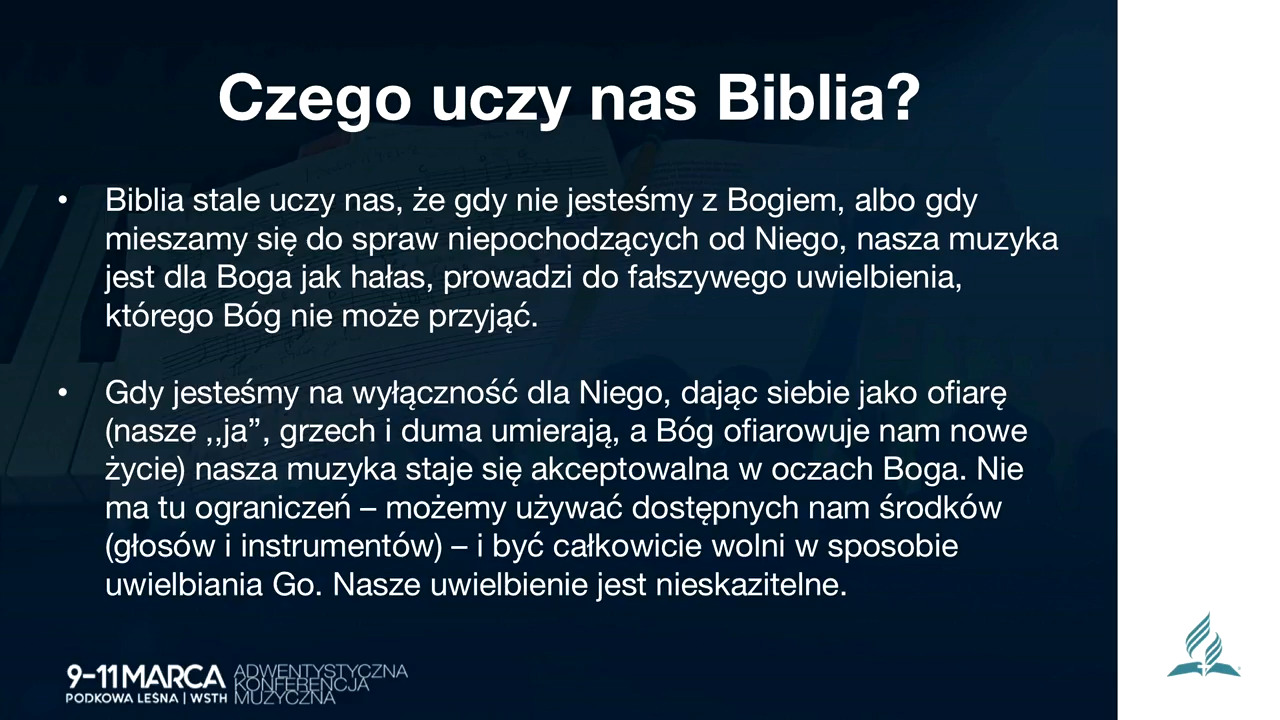 Czego uczy nas Biblia?
• Biblia stale uczy nas, że gdy nie jesteśmy z Bogiem, albo gdy
mieszamy się do spraw niepochodzących od Niego, nasza muzyka
jest dla Boga jak hałas, prowadzi do fałszywego uwielbienia,
którego Bóg nie może przyjąć.
• Gdy jesteśmy na wyłączność dla Niego, dając siebie jako ofiarę
(nasze ,,ja”, grzech i duma umierają, a Bóg ofiarowuje nam nowe
życie) nasza muzyka staje się akceptowalna w oczach Boga. Nie
ma tu ograniczeń – możemy używać dostępnych nam środków
(głosów i instrumentów) – i być całkowicie wolni w sposobie
uwielbiania Go. Nasze uwielbienie jest nieskazitelne.
9–11 MARCA
PODKOWA LEŚNA | WSTH
ADWENTYSTYCZNA
KONFERENCJA
MUZYCZNA